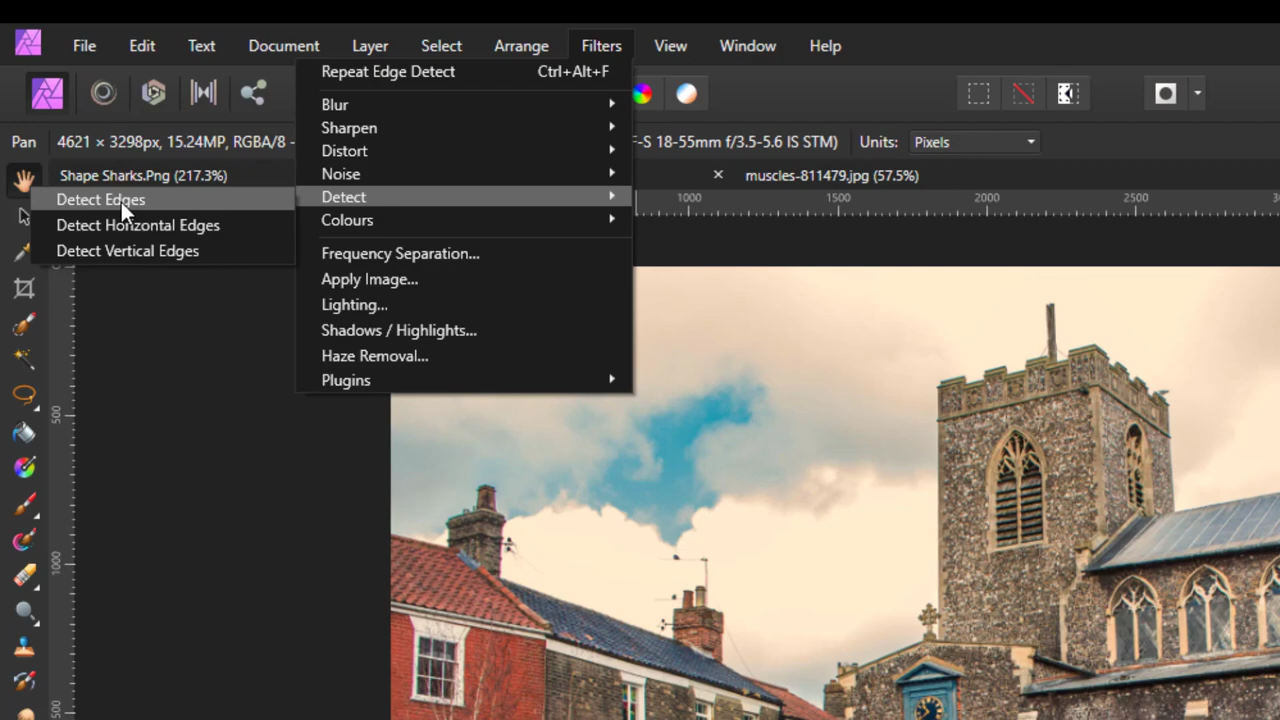 File Edit Text Document Layer Select Arrange Filters View Window Help
Repeat Edge Detect Ctrl+Alt+F
Blur
Sharpen
Distort
Noise
Detect
Colours
Frequency Separation...
Apply Image...
Lighting...
Shadows / Highlights...
Haze Removal...
Plugins
Pan 4621 × 3298px, 15.24MP, RGBA/8 - F-S 18-55mm f/3.5-5.6 IS STM) Units: Pixels
Shape Sharks.Png (217.3%) × muscles-811479.jpg (57.5%)
Detect Edges
Detect Horizontal Edges
Detect Vertical Edges
1000 1500 2000 2500
0
500
1000
500